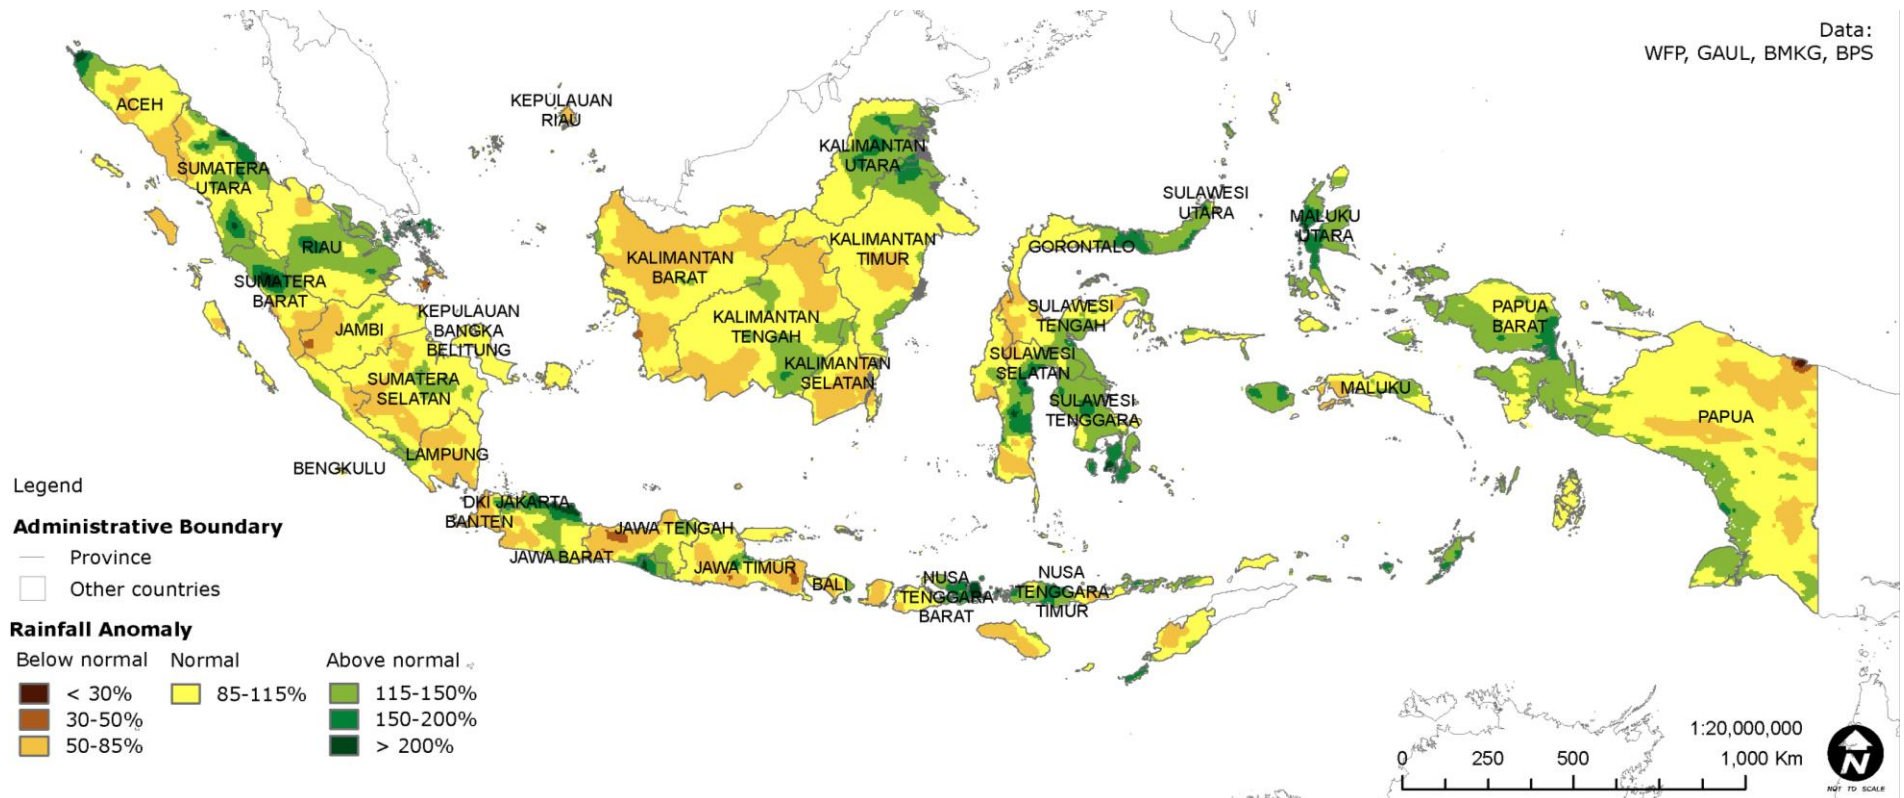 Data:
WFP, GAUL, BMKG, BPS
KEPULAUAN
RIAU
ACEH
KALIMANTAN
UTARA
SUMATERA
UTARA
SULAWESI
UTARA
MALUKU
UTARA
RIAU
GORONTALO
KALIMANTAN
TIMUR
KALIMANTAN
BARAT
SUMATERA
BARAT
KEPULAUAN
BANGKA
BELITUNG
JAMBI
KALIMANTAN
TENGAH
SULAWESI
TENGAH
PAPUA
BARAT
SULAWESI
SELATAN
KALIMANTAN
SELATAN
SUMATERA
SELATAN
MALUKU
SULAWESI
TENGGARA
PAPUA
LAMPUNG
BENGKULU
DKI JAKARTA
BANTEN
JAWA TENGAH
JAWA BARAT
JAWA TIMUR
BALI
NUSA
TENGGARA
BARAT
NUSA
TENGGARA
TIMUR
Legend
Administrative Boundary
Province
Other countries
Rainfall Anomaly
Below normal Normal Above normal
< 30% 85-115% 115-150%
30-50% 150-200%
50-85% > 200%
1:20,000,000
0 250 500 1,000 Km
N
NOT TO SCALE